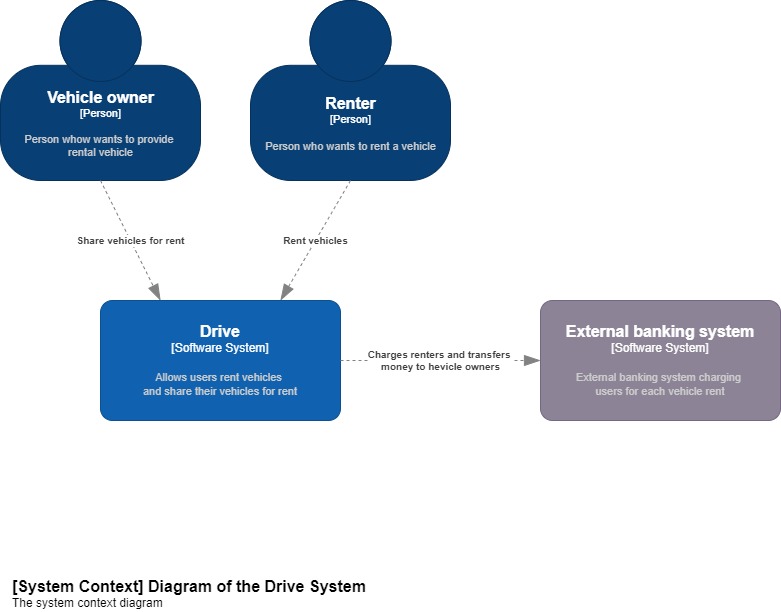 Vehicle owner
[Person]
Person whow wants to provide
rental vehicle
Renter
[Person]
Person who wants to rent a vehicle
Share vehicles for rent
Rent vehicles
Drive
[Software System]
Allows users rent vehicles
and share their vehicles for rent
Charges renters and transfers
money to hevicle owners
External banking system
[Software System]
External banking system charging
users for each vehicle rent
[System Context] Diagram of the Drive System
The system context diagram